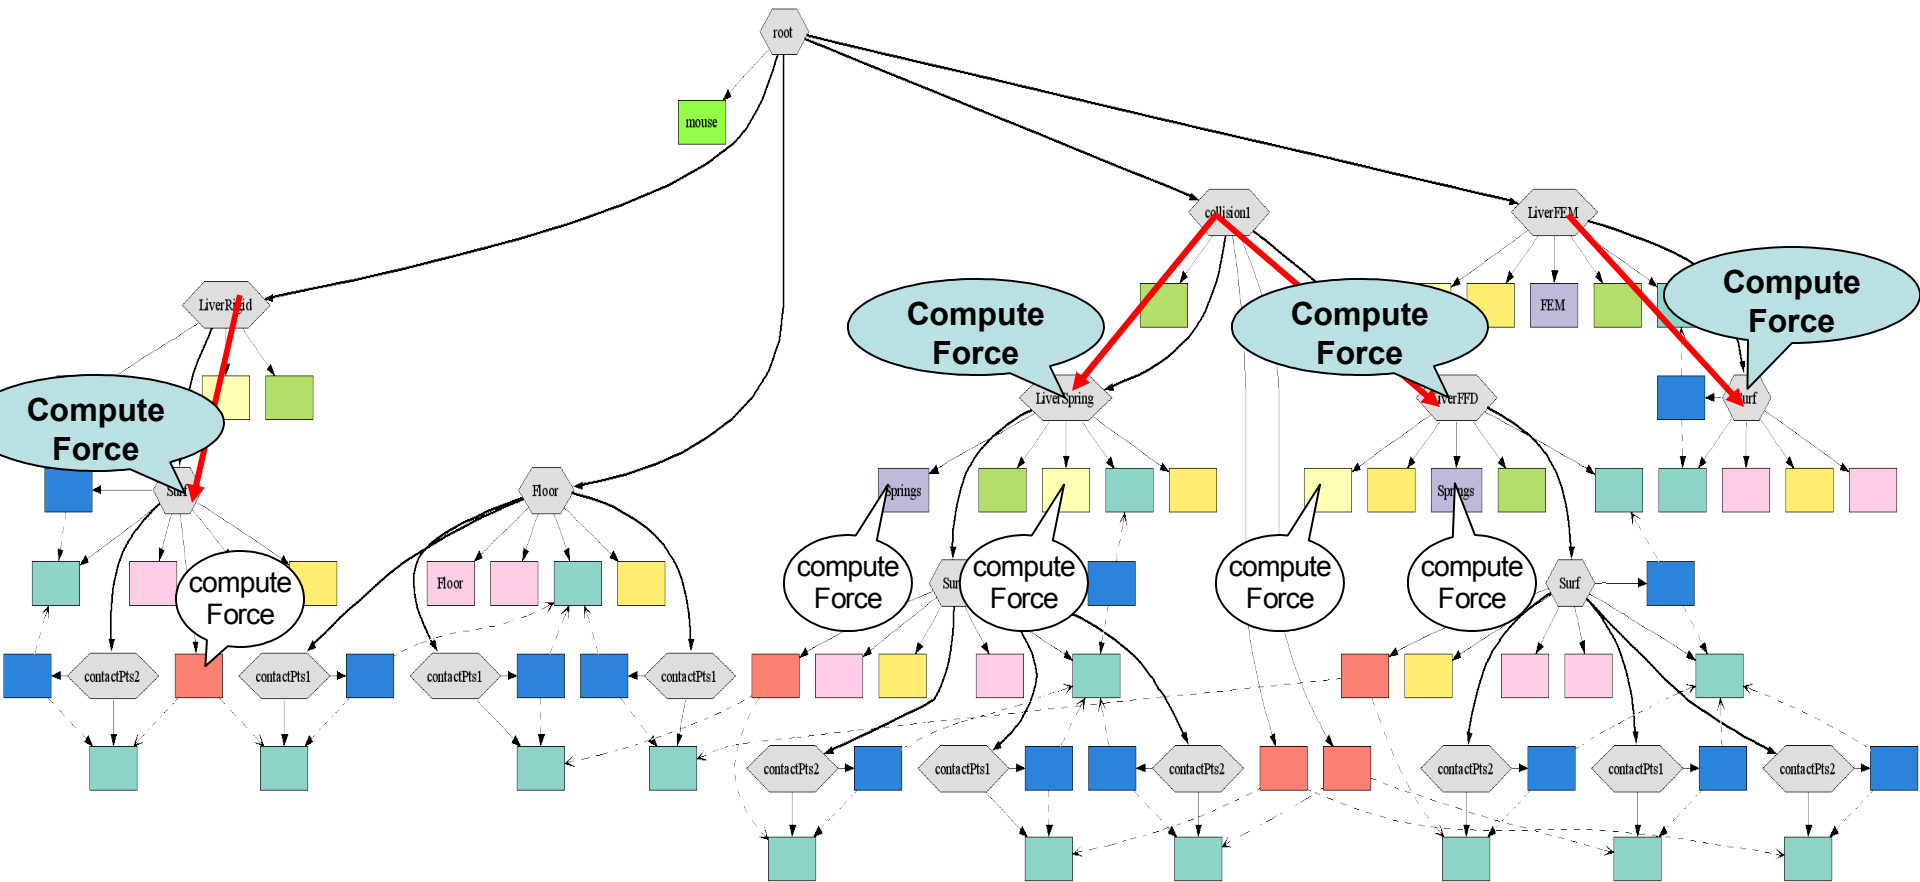 root
mouse
collision1
LiverFEM
LiverRigid
FEM
Compute
Force
Compute
Force
Compute
Force
Compute
Force
LiverSpring
Surf
Floor
Springs
Springs
compute
Force
compute
Force
compute
Force
compute
Force
compute
Force
Floor
Surf
contactPts2
contactPts1
contactPts1
contactPts1
contactPts2
contactPts1
contactPts2
contactPts2
contactPts1
contactPts2